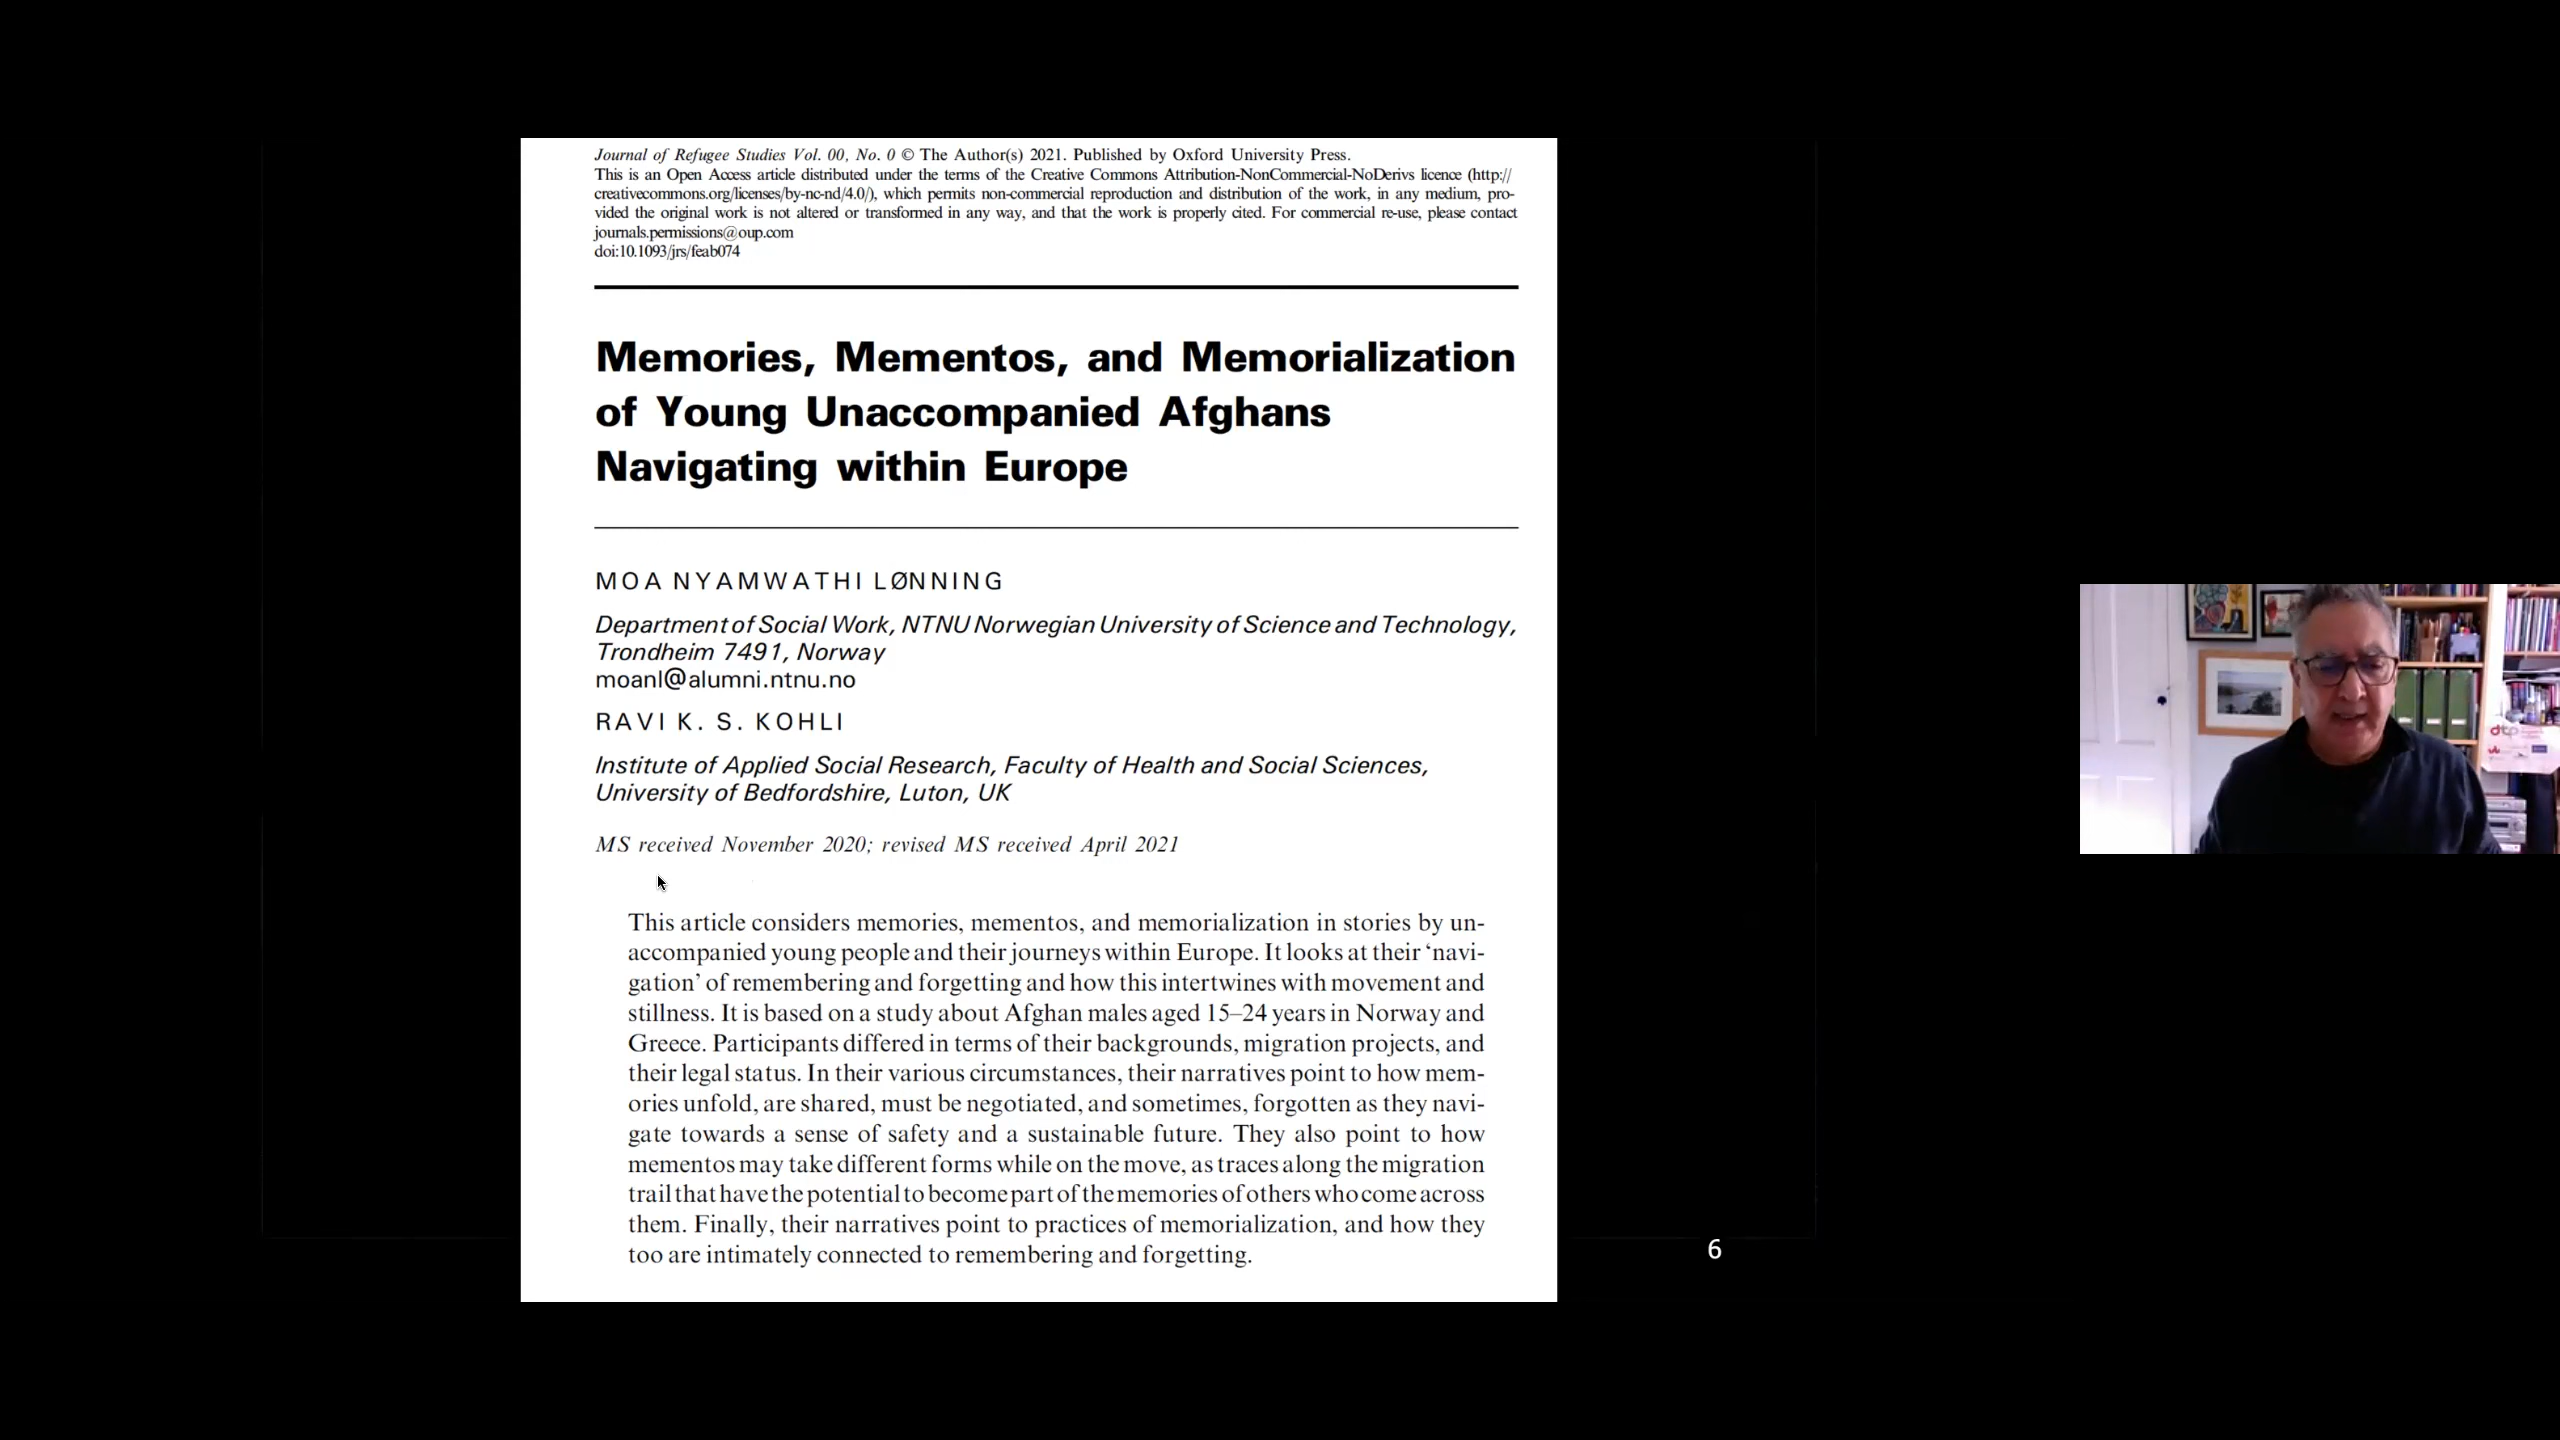 Journal of Refugee Studies Vol. 00, No. 0 © The Author(s) 2021. Published by Oxford University Press.
This is an Open Access article distributed under the terms of the Creative Commons Attribution-NonCommercial-NoDerivs licence (http://
creativecommons.org/licenses/by-nc-nd/4.0/), which permits non-commercial reproduction and distribution of the work, in any medium, pro-
vided the original work is not altered or transformed in any way, and that the work is properly cited. For commercial re-use, please contact
journals.permissions@oup.com
doi:10.1093/jrs/feab074
Memories, Mementos, and Memorialization
of Young Unaccompanied Afghans
Navigating within Europe
MOA NYAMWATHI LØNNING
Department of Social Work, NTNU Norwegian University of Science and Technology,
Trondheim 7491, Norway
moanl@alumni.ntnu.no
RAVI K. S. KOHLI
Institute of Applied Social Research, Faculty of Health and Social Sciences,
University of Bedfordshire, Luton, UK
MS received November 2020; revised MS received April 2021
This article considers memories, mementos, and memorialization in stories by un-
accompanied young people and their journeys within Europe. It looks at their ‘navi-
gation’ of remembering and forgetting and how this intertwines with movement and
stillness. It is based on a study about Afghan males aged 15–24 years in Norway and
Greece. Participants differed in terms of their backgrounds, migration projects, and
their legal status. In their various circumstances, their narratives point to how mem-
ories unfold, are shared, must be negotiated, and sometimes, forgotten as they navi-
gate towards a sense of safety and a sustainable future. They also point to how
mementos may take different forms while on the move, as traces along the migration
trail that have the potential to become part of the memories of others who come across
them. Finally, their narratives point to practices of memorialization, and how they
too are intimately connected to remembering and forgetting.
6
dtp